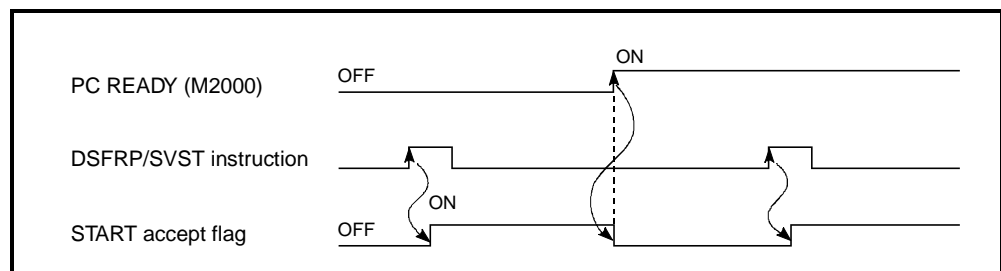 ON
PC READY (M2000) OFF
DSFRP/SVST instruction
ON
START accept flag OFF